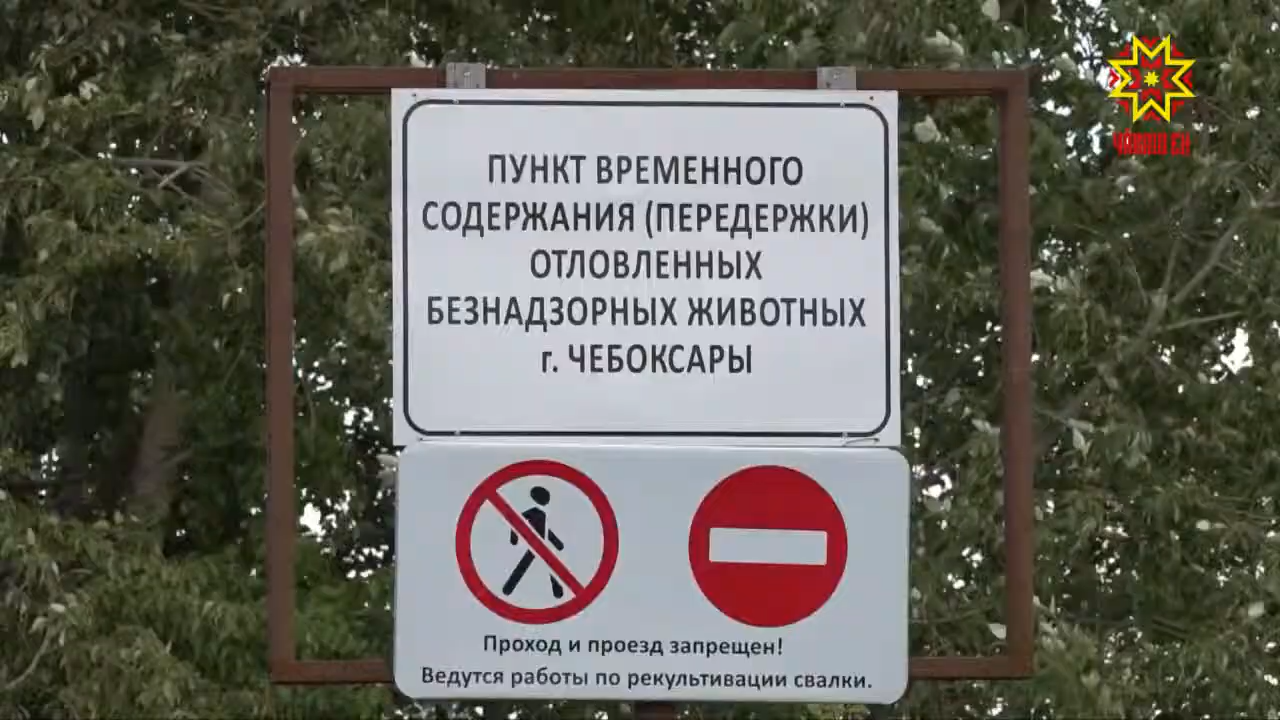 ПУНКТ ВРЕМЕННОГО
СОДЕРЖАНИЯ (ПЕРЕДЕРЖКИ)
ОТЛОВЛЕННЫХ
БЕЗНАДЗОРНЫХ ЖИВОТНЫХ
г. ЧЕБОКСАРЫ
Проход и проезд запрещен!
Ведутся работы по рекультивации свалки.